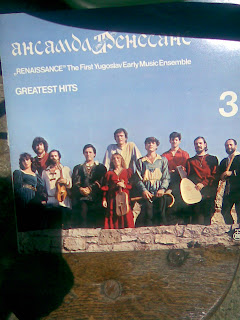 ансамбл Ренесанс
„RENAISSANCE” The First Yugoslav Early Music Ensemble
GREATEST HITS
3